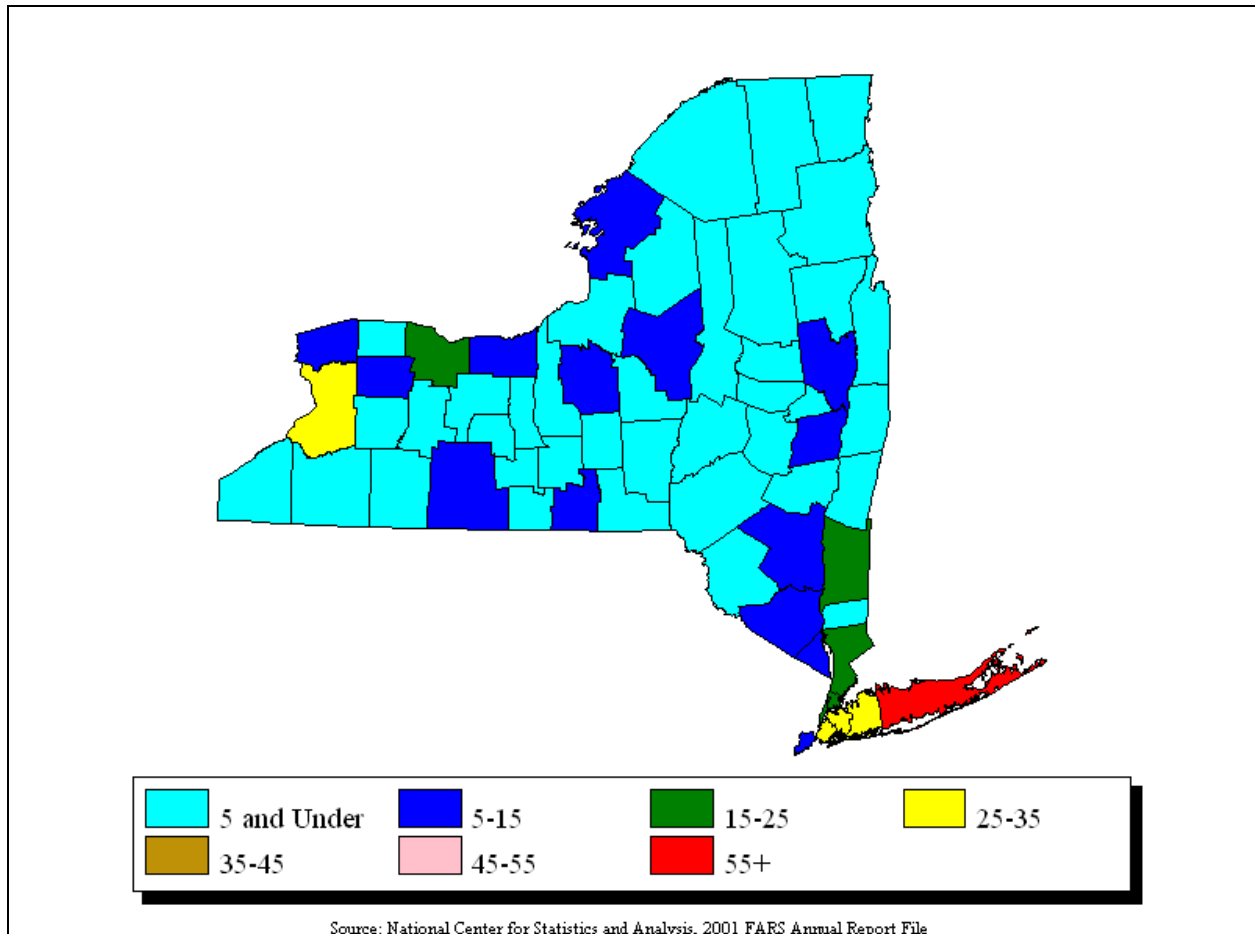 5 and Under 5-15 15-25 25-35
35-45 45-55 55+
Source: National Center for Statistics and Analysis, 2001 FARS Annual Report File